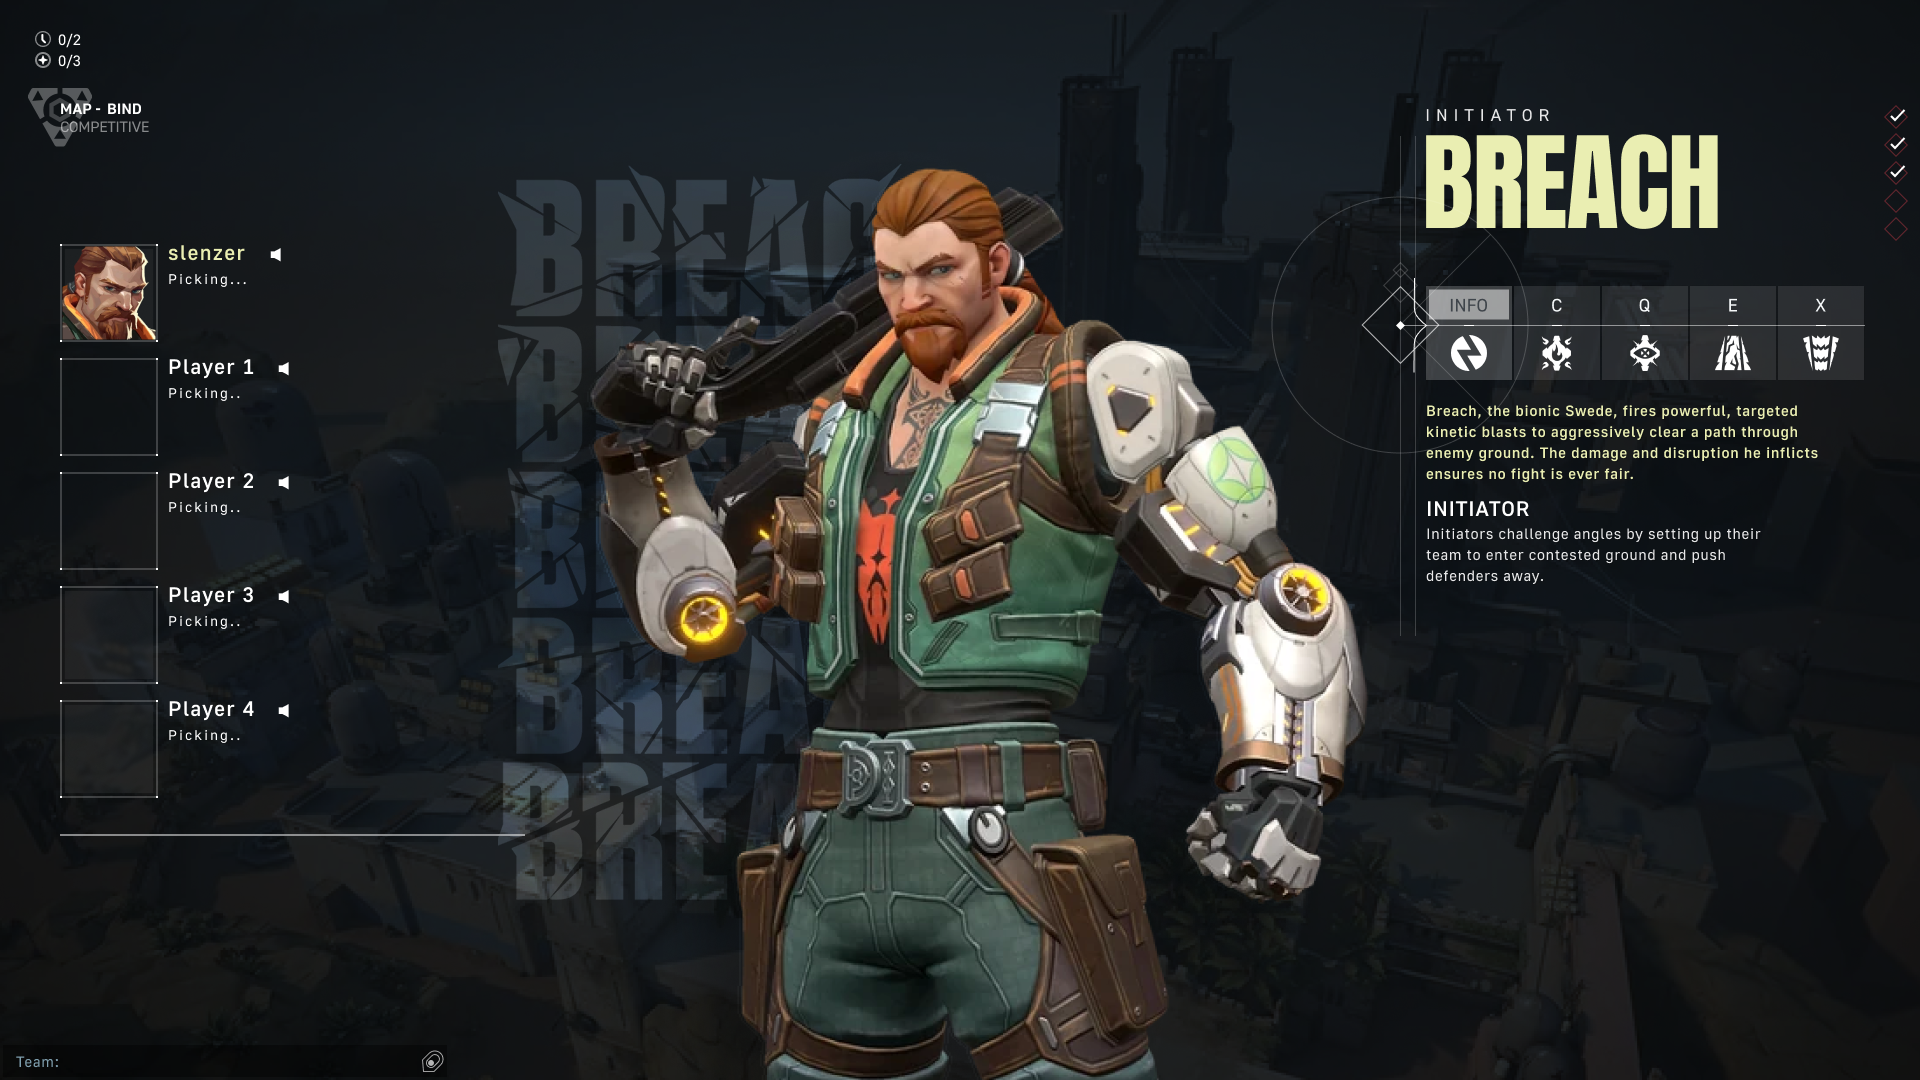 0/2
0/3
MAP - BIND
COMPETITIVE
slenzer
Picking...
Player 1
Picking..
Player 2
Picking..
Player 3
Picking..
Player 4
Picking..
Team:
BREACH
BREA
BREA
INITIATOR
BREACH
INFO C Q E X
Breach, the bionic Swede, fires powerful, targeted
kinetic blasts to aggressively clear a path through
enemy ground. The damage and disruption he inflicts
ensures no fight is ever fair.
INITIATOR
Initiators challenge angles by setting up their
team to enter contested ground and push
defenders away.